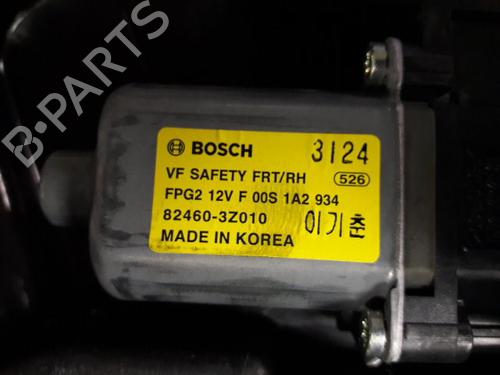 B-PARTS
BOSCH 3124
VF SAFETY FRT/RH 526
FPG2 12V F 00S 1A2 934
82460-3Z010 이기춘
MADE IN KOREA